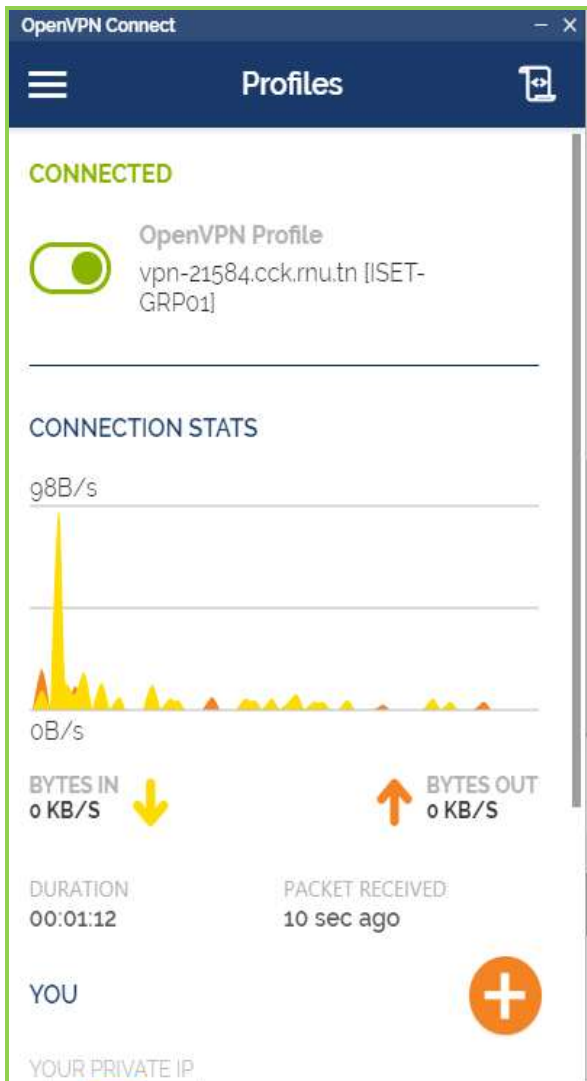 OpenVPN Connect
Profiles
CONNECTED
OpenVPN Profile
vpn-21584.cck.rnu.tn [ISET-
GRP01]
CONNECTION STATS
98B/s
0B/s
BYTES IN
0 KB/S
BYTES OUT
0 KB/S
DURATION
00:01:12
PACKET RECEIVED
10 sec ago
YOU
YOUR PRIVATE IP